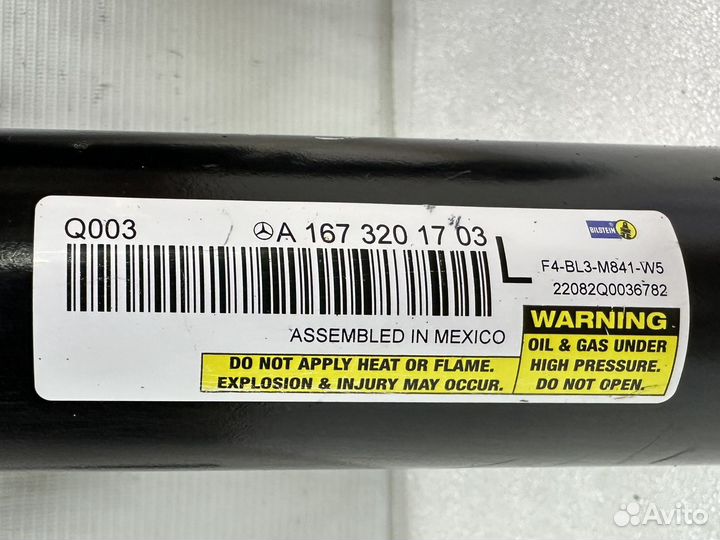 Q003
A 167 320 17 03
L
BILSTEIN
F4-BL3-M841-W5
22082Q0036782
ASSEMBLED IN MEXICO
DO NOT APPLY HEAT OR FLAME.
EXPLOSION & INJURY MAY OCCUR.
WARNING
OIL & GAS UNDER
HIGH PRESSURE.
DO NOT OPEN.
Avito